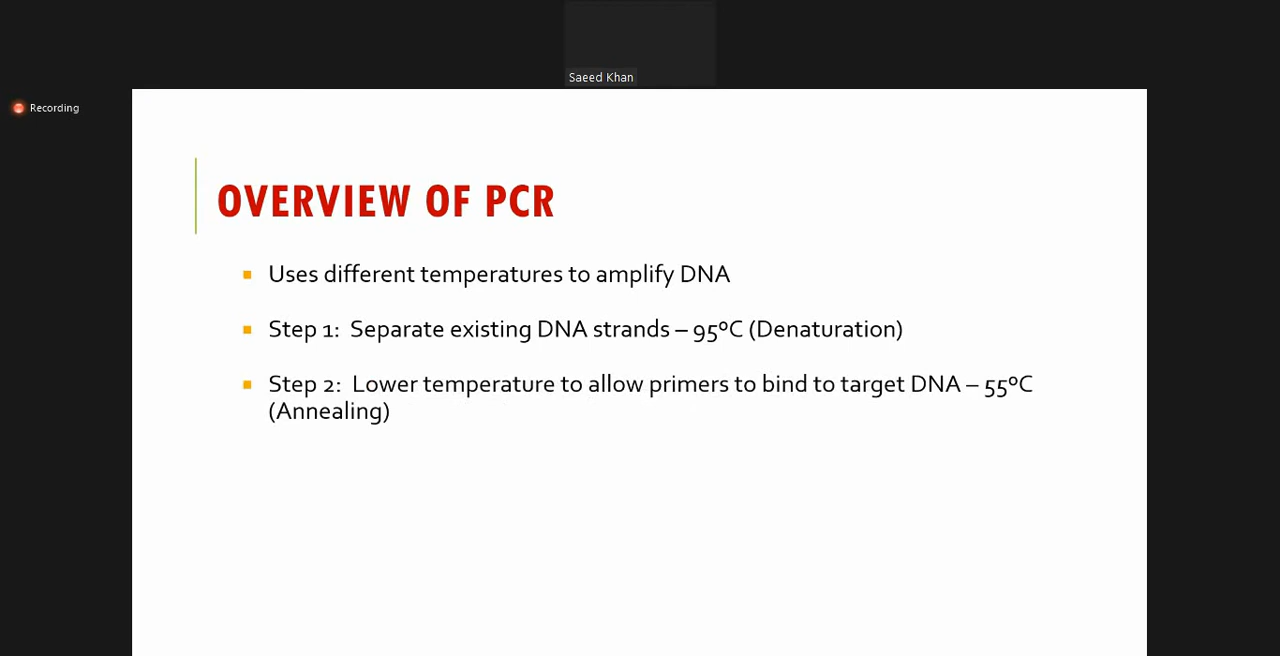 Saeed Khan
Recording
OVERVIEW OF PCR
Uses different temperatures to amplify DNA
Step 1:  Separate existing DNA strands – 95ºC (Denaturation)
Step 2:  Lower temperature to allow primers to bind to target DNA – 55ºC
(Annealing)